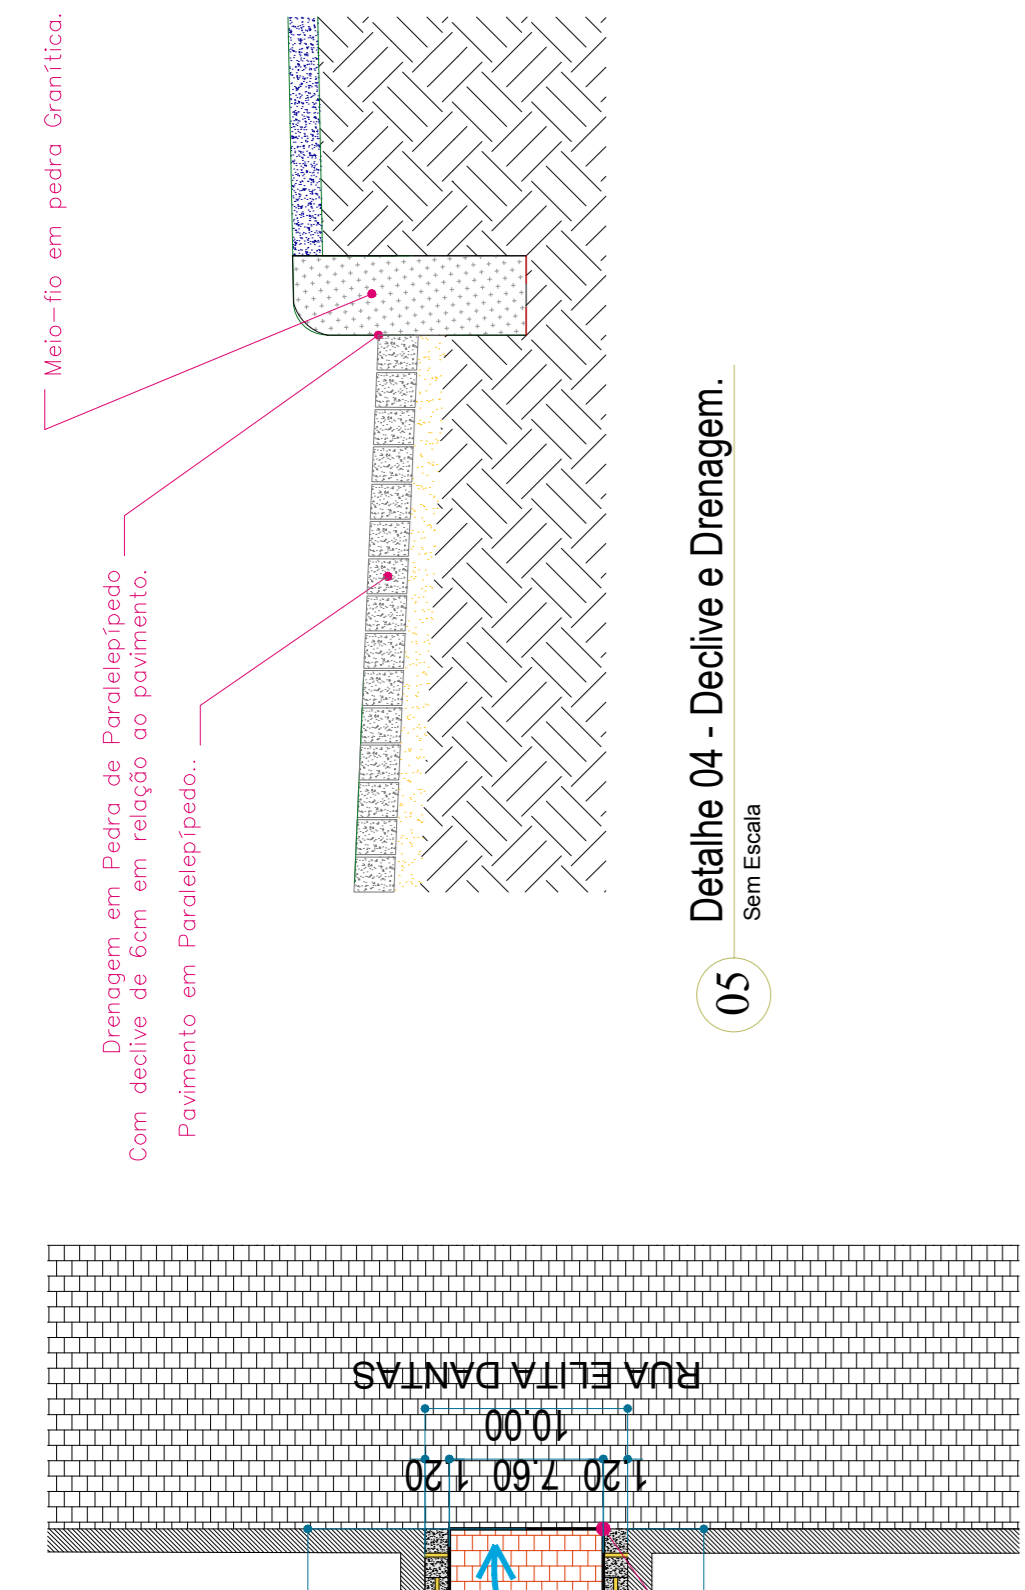 Meio-fio em pedra Granítica.
Drenagem em Pedra de Paralelepípedo
Com declive de 6cm em relação ao pavimento.
Pavimento em Paralelepípedo..
Detalhe 04 - Declive e Drenagem.
Sem Escala
05
RUA ELITA DANTAS
10.00
1.20 7.60 1.20